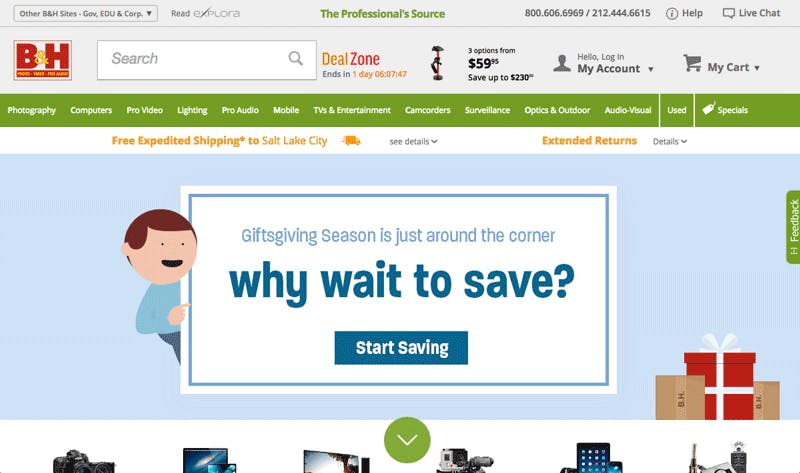 Other B&H Sites - Gov, EDU & Corp. ▼
Read eXPLORA
The Professional's Source
800.606.6969 / 212.444.6615
Help
Live Chat
B&H
PHOTO · VIDEO · PRO AUDIO
Search
Deal Zone
Ends in 1 day 06:07:47
3 options from
$59.95
Save up to $230
Hello, Log In
My Account ▼
My Cart ▼
Photography
Computers
Pro Video
Lighting
Pro Audio
Mobile
TVs & Entertainment
Camcorders
Surveillance
Optics & Outdoor
Audio-Visual
Used
Specials
Free Expedited Shipping* to Salt Lake City
see details
Extended Returns
Details
Feedback
Giftsgiving Season is just around the corner
why wait to save?
Start Saving
B.H.
B.H.